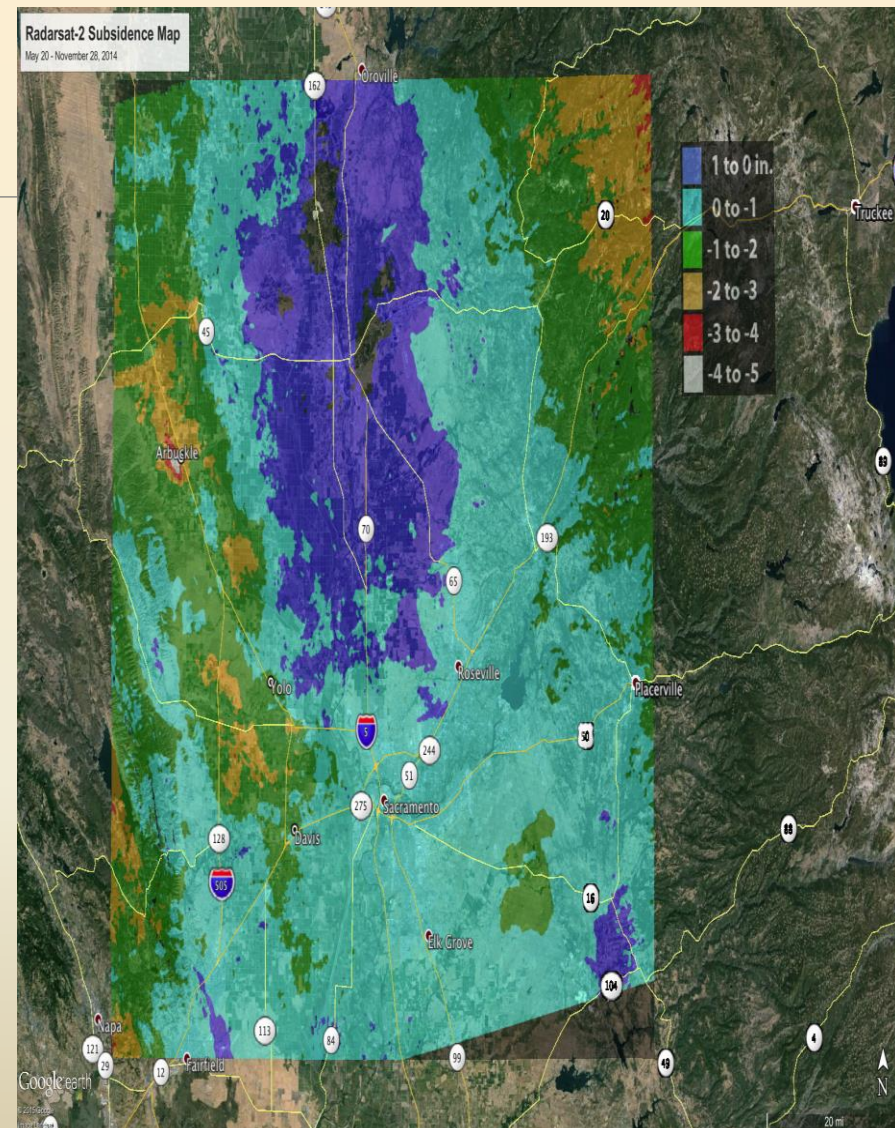 Radarsat-2 Subsidence Map
May 20 - November 28, 2014
Oroville
162
1 to 0 in.
0 to -1
-1 to -2
-2 to -3
-3 to -4
-4 to -5
20
Truckee
45
Arbuckle
89
70
193
65
Roseville
Yolo
Placerville
5
50
244
51
275
Sacramento
Davis
128
88
505
16
Elk Grove
104
Napa
113
84
99
121
29
12
Fairfield
49
4
Google earth
N
20 mi